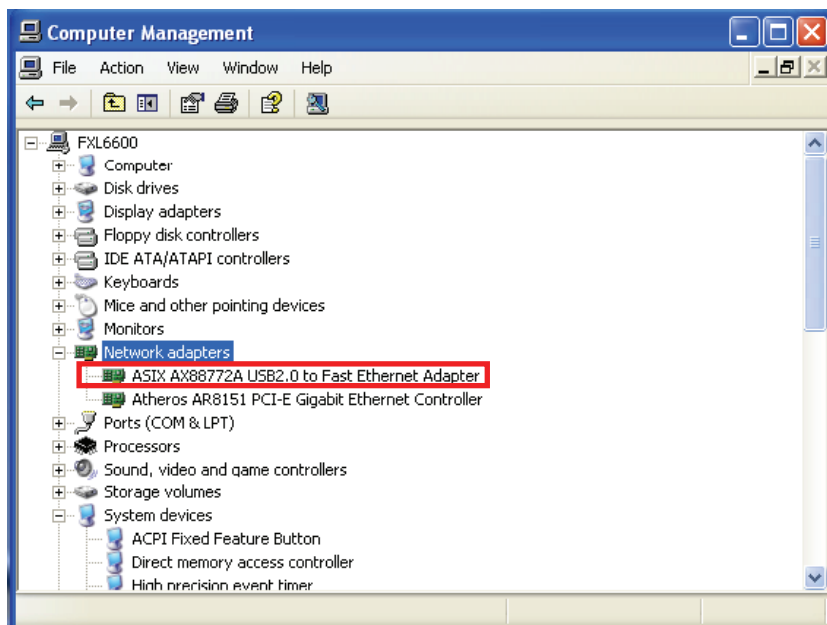 Computer Management
File Action View Window Help
FXL6600
Computer
Disk drives
Display adapters
Floppy disk controllers
IDE ATA/ATAPI controllers
Keyboards
Mice and other pointing devices
Monitors
Network adapters
ASIX AX88772A USB2.0 to Fast Ethernet Adapter
Atheros AR8151 PCI-E Gigabit Ethernet Controller
Ports (COM & LPT)
Processors
Sound, video and game controllers
Storage volumes
System devices
ACPI Fixed Feature Button
Direct memory access controller
High precision event timer